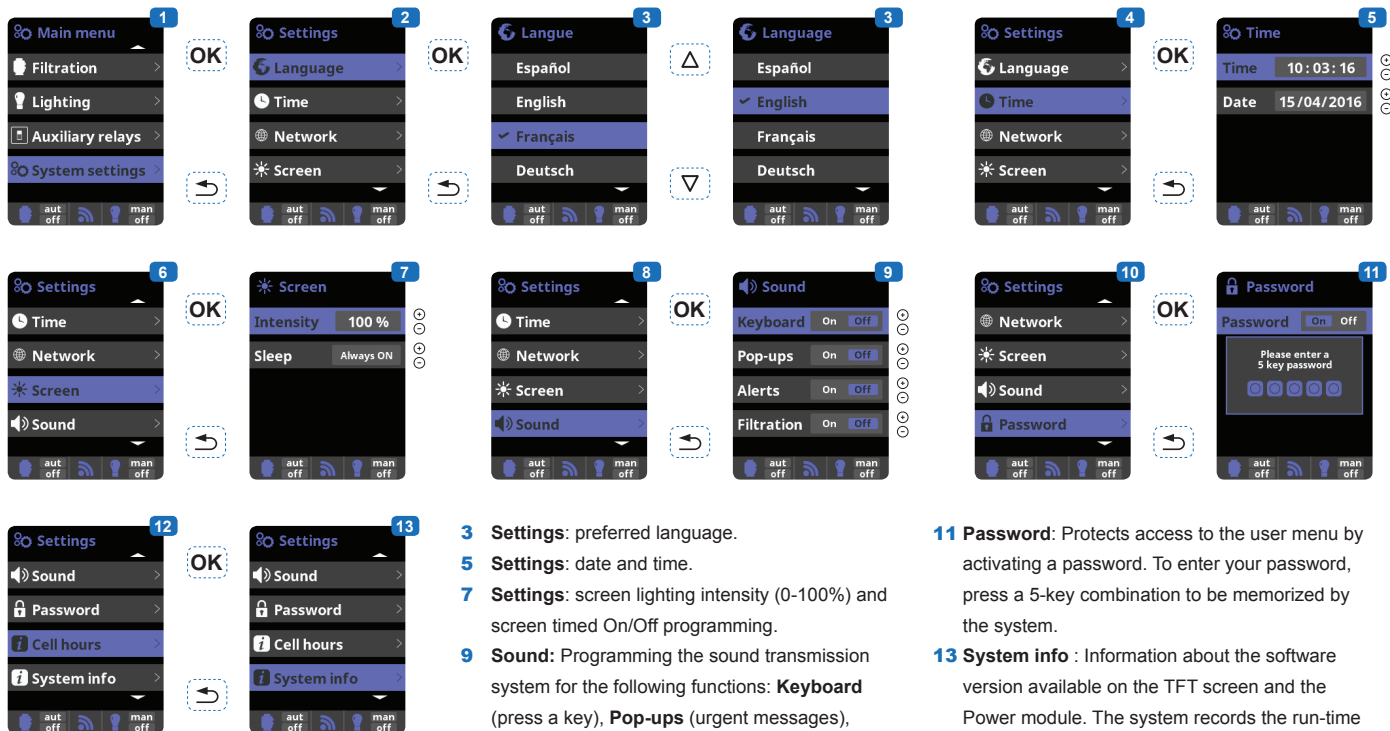 1
Main menu
Filtration
Lighting
Auxiliary relays
System settings
aut off man off
OK
2
Settings
Language
Time
Network
Screen
aut off man off
OK
3
Langue
Español
English
Français
Deutsch
aut off man off
3
Language
Español
English
Français
Deutsch
aut off man off
4
Settings
Language
Time
Network
Screen
aut off man off
OK
5
Time
Time 10:03:16
Date 15/04/2016
aut off man off
6
Settings
Time
Network
Screen
Sound
aut off man off
OK
7
Screen
Intensity 100 %
Sleep Always ON
aut off man off
8
Settings
Time
Network
Screen
Sound
aut off man off
OK
9
Sound
Keyboard On Off
Pop-ups On Off
Alerts On Off
Filtration On Off
aut off man off
10
Settings
Network
Screen
Sound
Password
aut off man off
OK
11
Password
Password On Off
Please enter a
5 key password
aut off man off
12
Settings
Sound
Password
Cell hours
System info
aut off man off
OK
13
Settings
Sound
Password
Cell hours
System info
aut off man off
3 Settings: preferred language.
5 Settings: date and time.
7 Settings: screen lighting intensity (0-100%) and
screen timed On/Off programming.
9 Sound: Programming the sound transmission
system for the following functions: Keyboard
(press a key), Pop-ups (urgent messages),
11 Password: Protects access to the user menu by
activating a password. To enter your password,
press a 5-key combination to be memorized by
the system.
13 System info : Information about the software
version available on the TFT screen and the
Power module. The system records the run-time